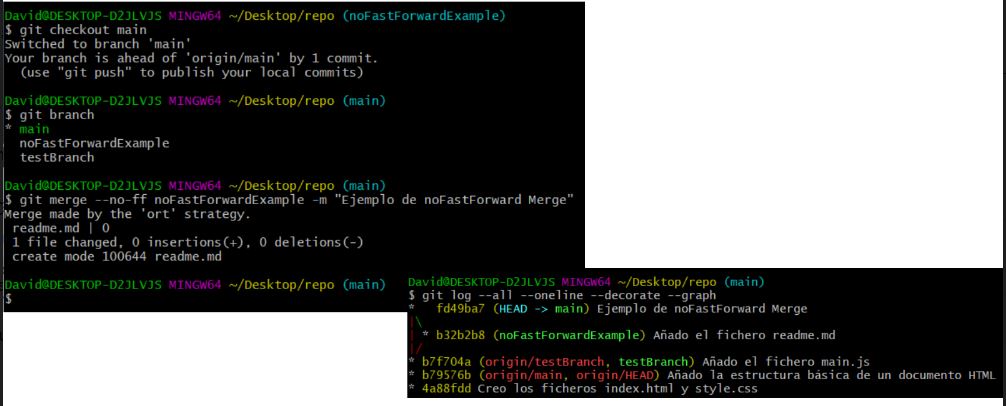 David@DESKTOP-D2JLVJS MINGW64 ~/Desktop/repo (noFastForwardExample)
$ git checkout main
Switched to branch 'main'
Your branch is ahead of 'origin/main' by 1 commit.
  (use "git push" to publish your local commits)
David@DESKTOP-D2JLVJS MINGW64 ~/Desktop/repo (main)
$ git branch
* main
  noFastForwardExample
  testBranch
David@DESKTOP-D2JLVJS MINGW64 ~/Desktop/repo (main)
$ git merge --no-ff noFastForwardExample -m "Ejemplo de noFastForward Merge"
Merge made by the 'ort' strategy.
 readme.md | 0
 1 file changed, 0 insertions(+), 0 deletions(-)
 create mode 100644 readme.md
David@DESKTOP-D2JLVJS MINGW64 ~/Desktop/repo (main)
$
David@DESKTOP-D2JLVJS MINGW64 ~/Desktop/repo (main)
$ git log --all --oneline --decorate --graph
*   fd49ba7 (HEAD -> main) Ejemplo de noFastForward Merge
|\
| * b32b2b8 (noFastForwardExample) Añado el fichero readme.md
|/
* b7f704a (origin/testBranch, testBranch) Añado el fichero main.js
* b79576b (origin/main, origin/HEAD) Añado la estructura básica de un documento HTML
* 4a88fdd Creo los ficheros index.html y style.css